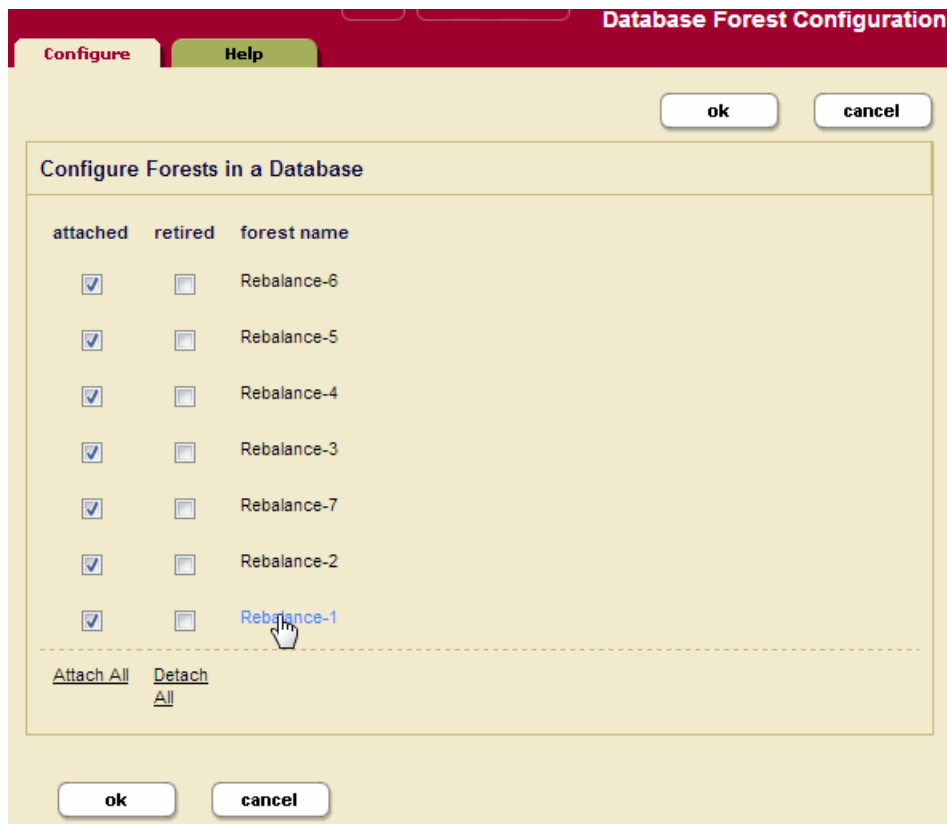 Database Forest Configuration
Configure Help
ok cancel
Configure Forests in a Database
attached retired forest name
Rebalance-6
Rebalance-5
Rebalance-4
Rebalance-3
Rebalance-7
Rebalance-2
Rebalance-1
Attach All Detach
All
ok cancel